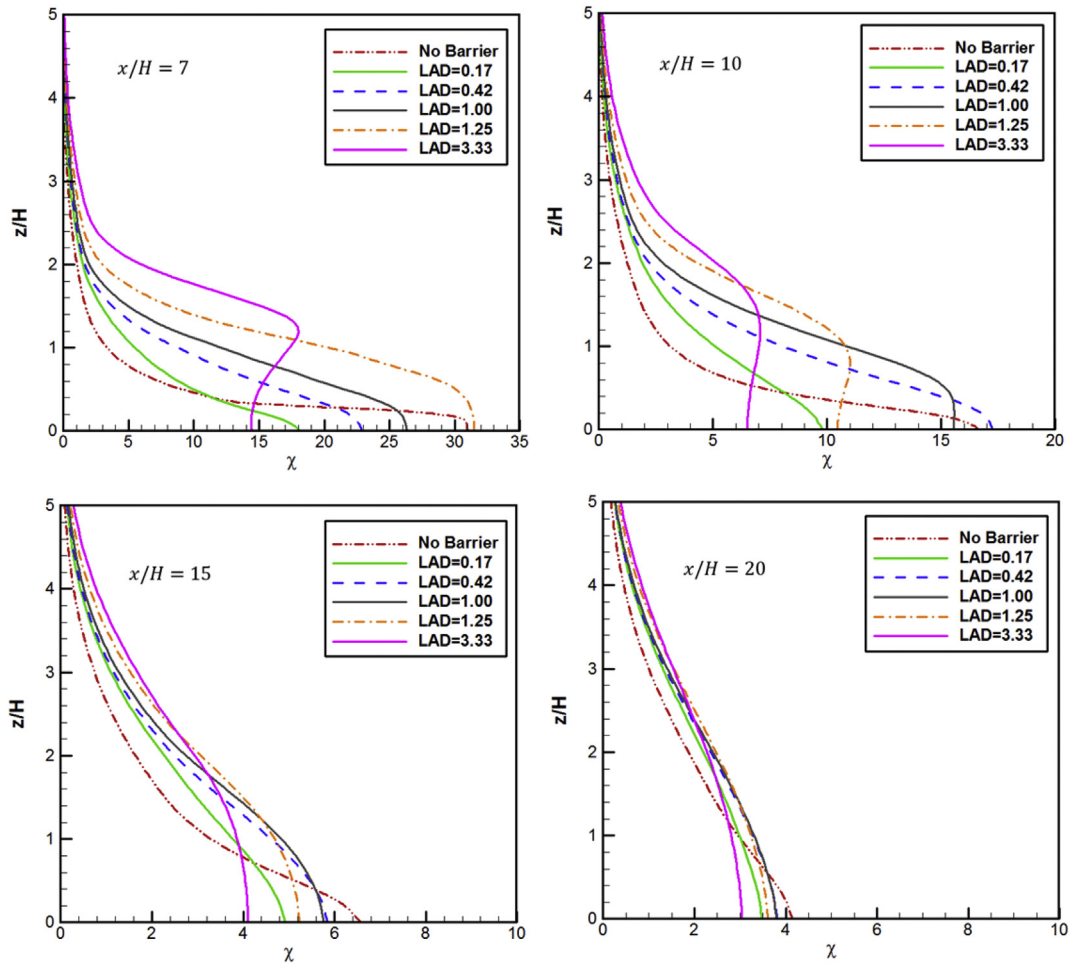 5
4
3
2
1
0
z/H
x/H = 7
No Barrier
LAD=0.17
LAD=0.42
LAD=1.00
LAD=1.25
LAD=3.33
0 5 10 15 20 25 30 35
χ
5
4
3
2
1
0
z/H
x/H = 10
No Barrier
LAD=0.17
LAD=0.42
LAD=1.00
LAD=1.25
LAD=3.33
0 5 10 15 20
χ
5
4
3
2
1
0
z/H
x/H = 15
No Barrier
LAD=0.17
LAD=0.42
LAD=1.00
LAD=1.25
LAD=3.33
0 2 4 6 8 10
χ
5
4
3
2
1
0
z/H
x/H = 20
No Barrier
LAD=0.17
LAD=0.42
LAD=1.00
LAD=1.25
LAD=3.33
0 2 4 6 8 10
χ